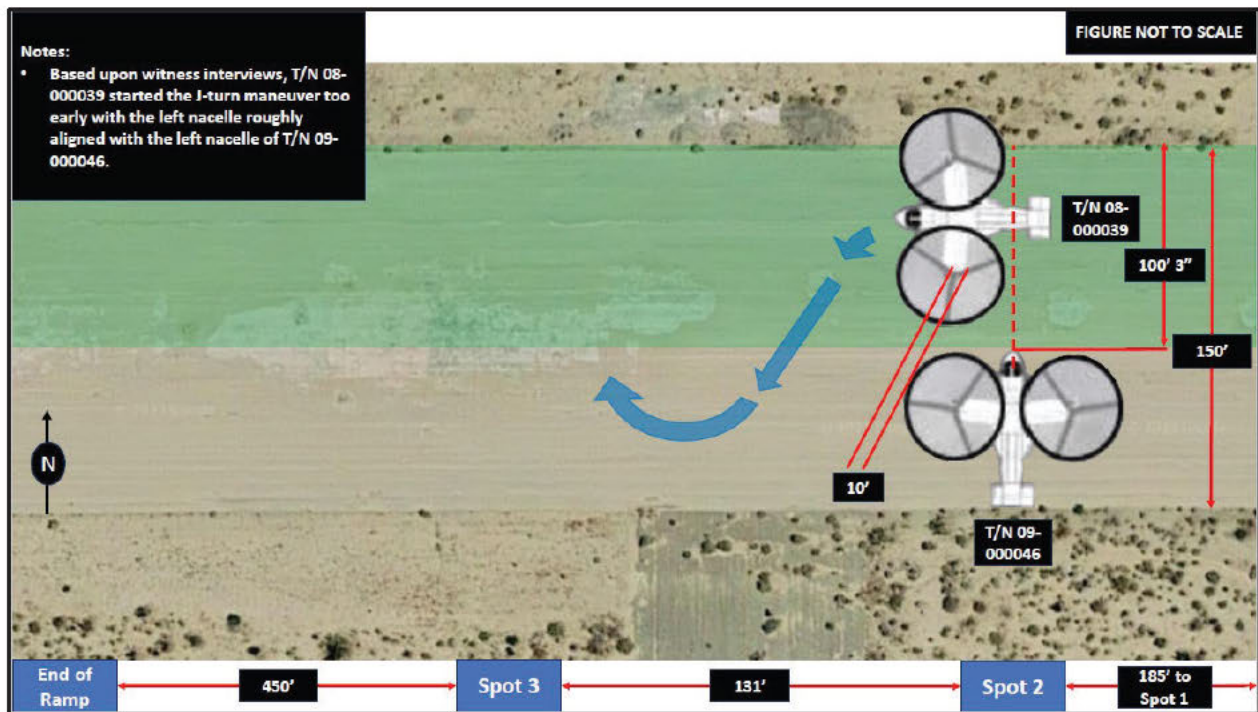 FIGURE NOT TO SCALE
Notes:
• Based upon witness interviews, T/N 08-
000039 started the J-turn maneuver too
early with the left nacelle roughly
aligned with the left nacelle of T/N 09-
000046.
T/N 08-
000039
100' 3"
150'
N
10'
T/N 09-
000046
End of
Ramp
450'
Spot 3
131'
Spot 2
185' to
Spot 1